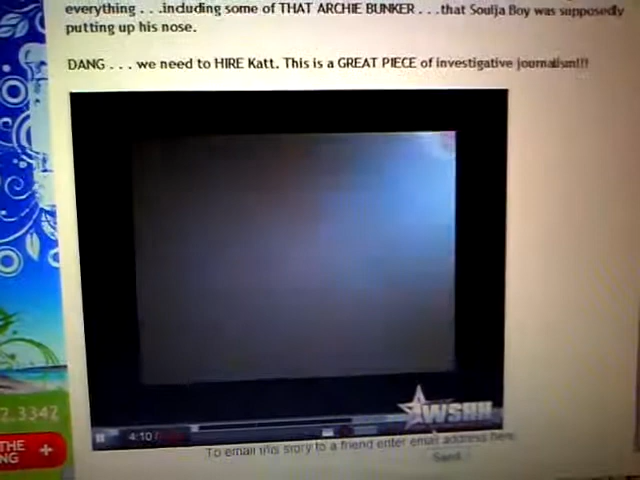 everything . . .including some of THAT ARCHIE BUNKER . . .that Soulja Boy was supposedly
putting up his nose.
DANG . . . we need to HIRE Katt. This is a GREAT PIECE of investigative journalism!!!
WSHH
4:10 /
2.3342
To email this story to a friend enter email address here
Send
THE
NG +